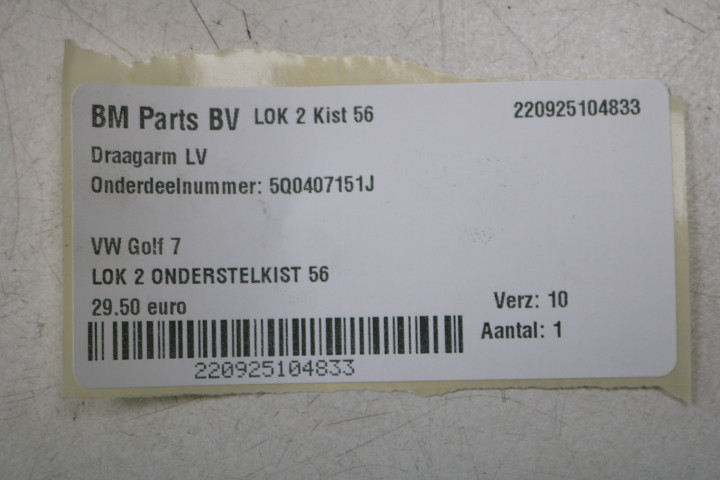 BM Parts BV LOK 2 Kist 56 220925104833
Draagarm LV
Onderdeelnummer: 5Q0407151J
VW Golf 7
LOK 2 ONDERSTELKIST 56
29.50 euro Verz: 10
Aantal: 1
220925104833